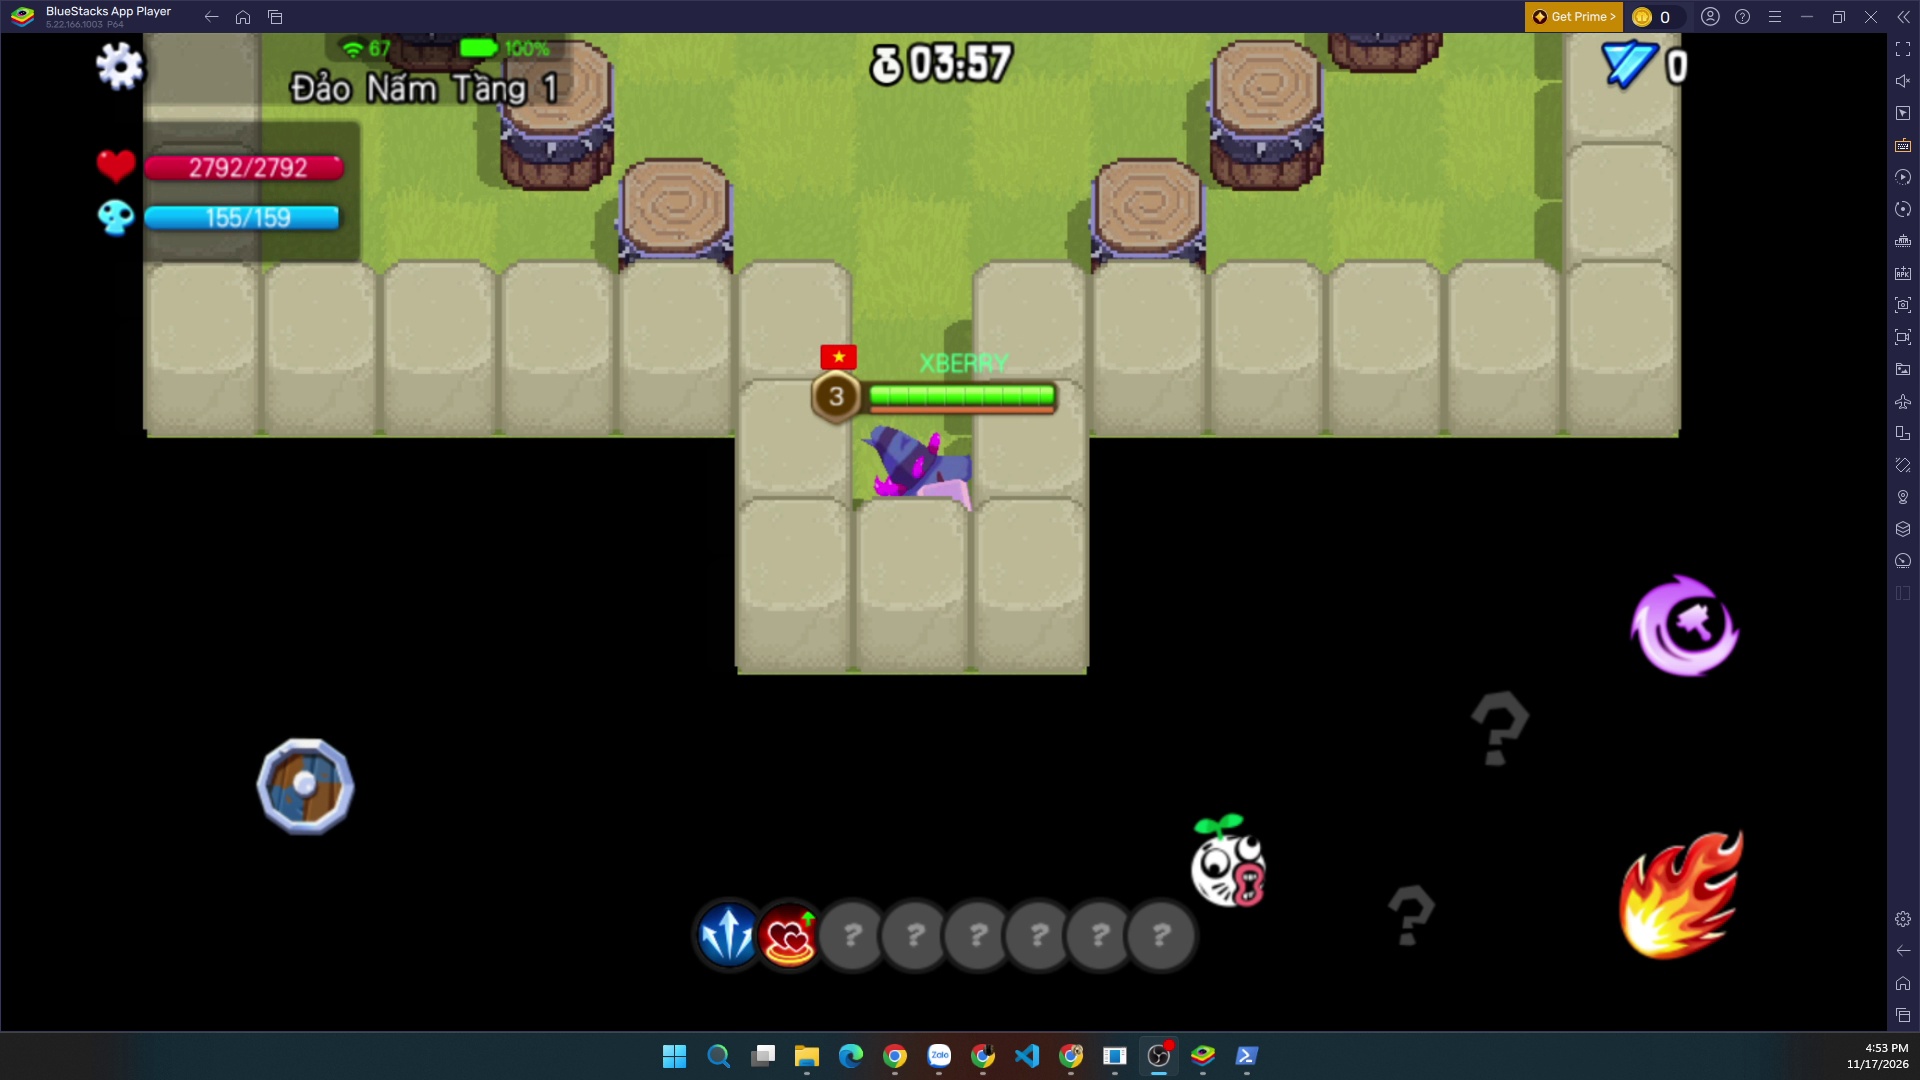 BlueStacks App Player
5.22.166.1003 P64
Get Prime >
0
67
100%
Đảo Nấm Tầng 1
03:57
0
2792/2792
155/159
XBERRY
3
?
?
? ? ? ? ? ?
Zalo
4:53 PM
11/17/2026